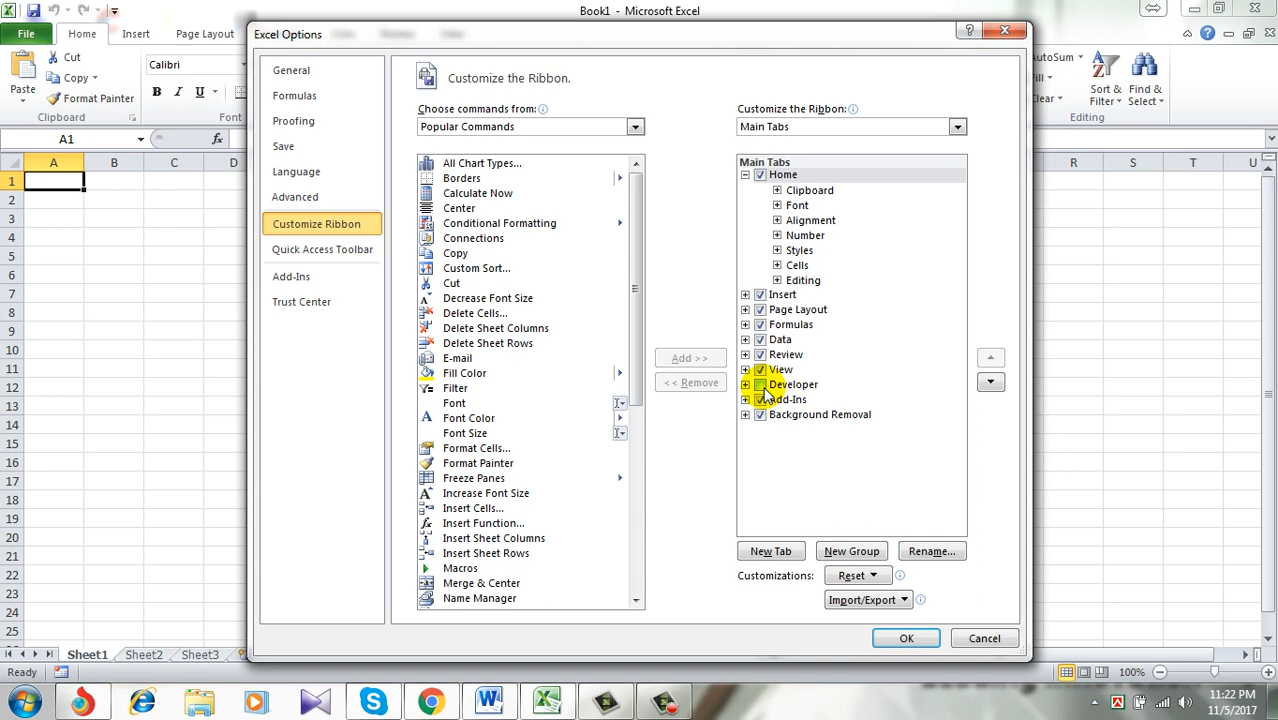 Book1 - Microsoft Excel
File
Home
Insert
Page Layout
Excel Options
Cut
Copy
Format Painter
Paste
Clipboard
Calibri
B I U
Font
AutoSum
Fill
Clear
Sort & Filter
Find & Select
Editing
A1
fx
A B C D R S T U
1
2
3
4
5
6
7
8
9
10
11
12
13
14
15
16
17
18
19
20
21
22
23
24
25
General
Formulas
Proofing
Save
Language
Advanced
Customize Ribbon
Quick Access Toolbar
Add-Ins
Trust Center
Customize the Ribbon.
Choose commands from:
Popular Commands
All Chart Types...
Borders
Calculate Now
Center
Conditional Formatting
Connections
Copy
Custom Sort...
Cut
Decrease Font Size
Delete Cells...
Delete Sheet Columns
Delete Sheet Rows
E-mail
Fill Color
Filter
Font
Font Color
Font Size
Format Cells...
Format Painter
Freeze Panes
Increase Font Size
Insert Cells...
Insert Function...
Insert Sheet Columns
Insert Sheet Rows
Macros
Merge & Center
Name Manager
Add >>
<< Remove
Customize the Ribbon:
Main Tabs
Main Tabs
Home
Clipboard
Font
Alignment
Number
Styles
Cells
Editing
Insert
Page Layout
Formulas
Data
Review
View
Developer
Add-Ins
Background Removal
New Tab
New Group
Rename...
Customizations:
Reset
Import/Export
OK
Cancel
Sheet1
Sheet2
Sheet3
Ready
100%
11:22 PM
11/5/2017